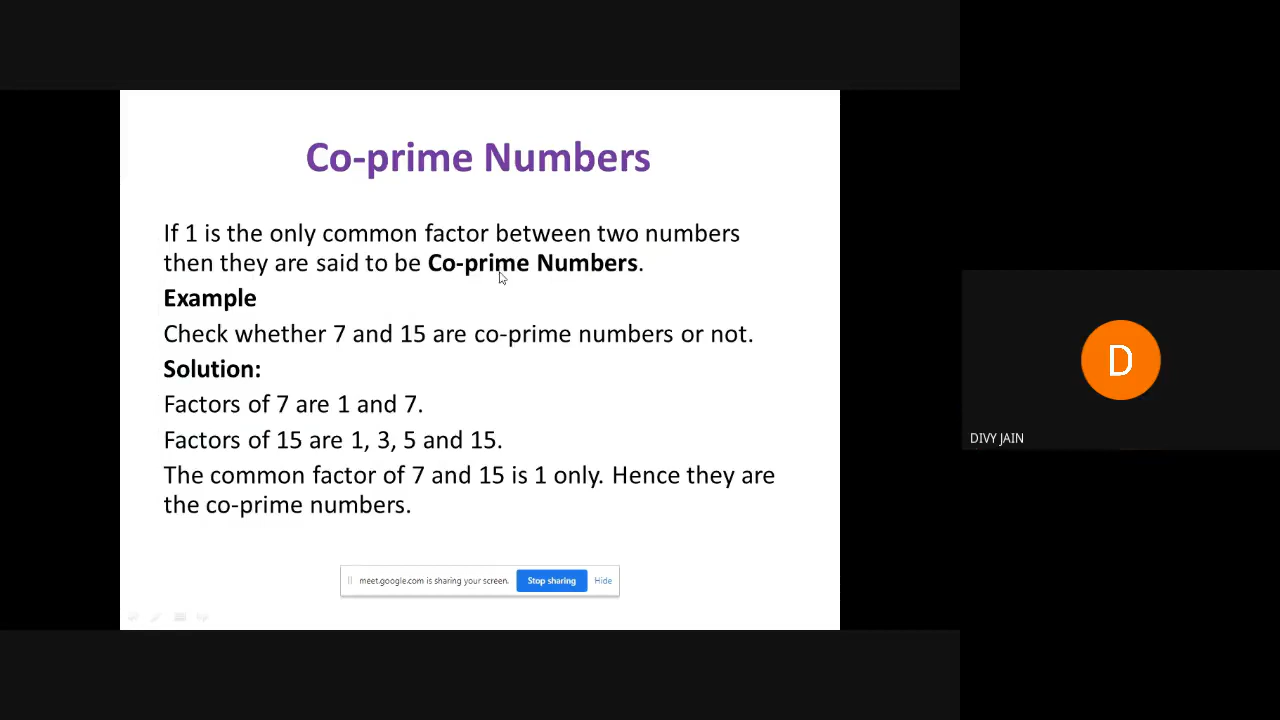 Co-prime Numbers
If 1 is the only common factor between two numbers
then they are said to be Co-prime Numbers.
Example
Check whether 7 and 15 are co-prime numbers or not.
Solution:
Factors of 7 are 1 and 7.
Factors of 15 are 1, 3, 5 and 15.
The common factor of 7 and 15 is 1 only. Hence they are
the co-prime numbers.
meet.google.com is sharing your screen. Stop sharing Hide
D
DIVY JAIN